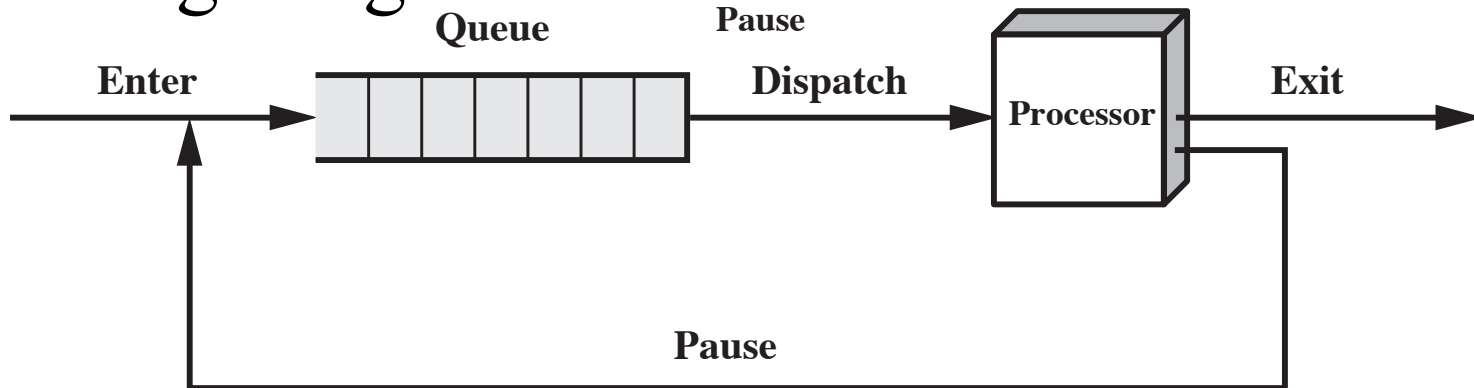 Queue
Pause
Enter
Dispatch
Exit
Processor
Pause